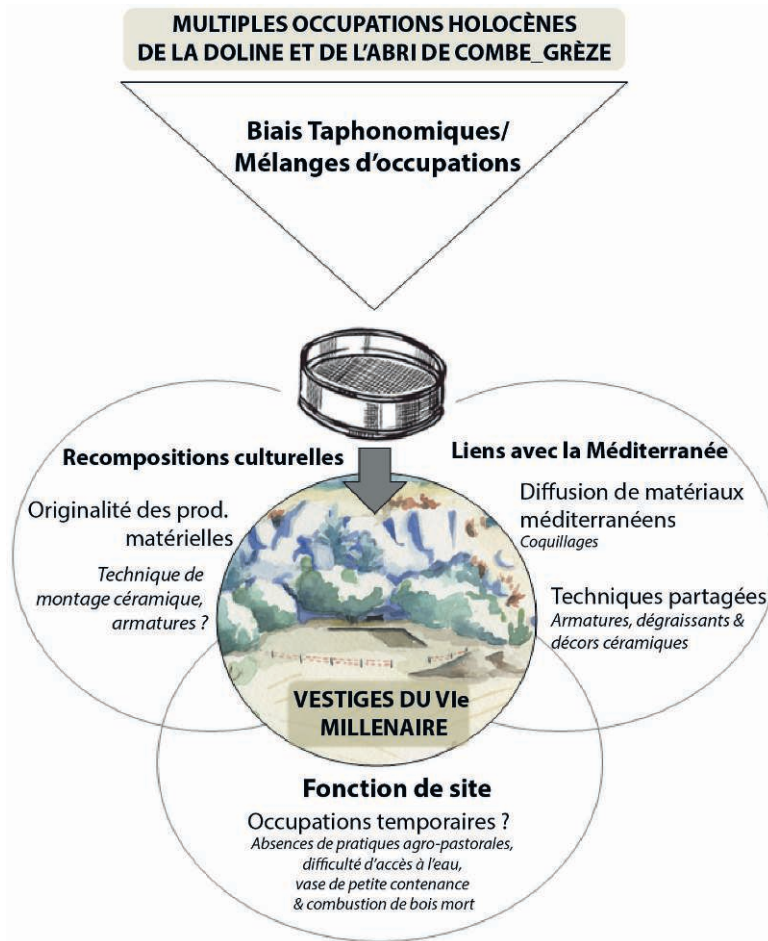 MULTIPLES OCCUPATIONS HOLOCÈNES
DE LA DOLINE ET DE L’ABRI DE COMBE_GRÈZE
Biais Taphonomiques/
Mélanges d’occupations
Recompositions culturelles
Originalité des prod.
matérielles
Technique de
montage céramique,
armatures ?
Liens avec la Méditerranée
Diffusion de matériaux
méditerranéens
Coquillages
Techniques partagées
Armatures, dégraissants &
décors céramiques
VESTIGES DU VIe
MILLENAIRE
Fonction de site
Occupations temporaires ?
Absences de pratiques agro-pastorales,
difficulté d’accès à l’eau,
vase de petite contenance
& combustion de bois mort